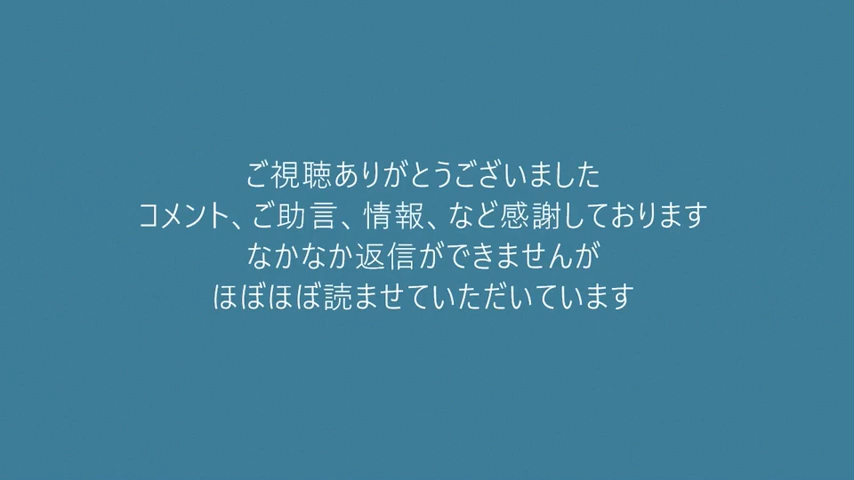 ご視聴ありがとうございました
コメント、ご助言、情報、など感謝しております
なかなか返信ができませんが
ほぼほぼ読ませていただいています